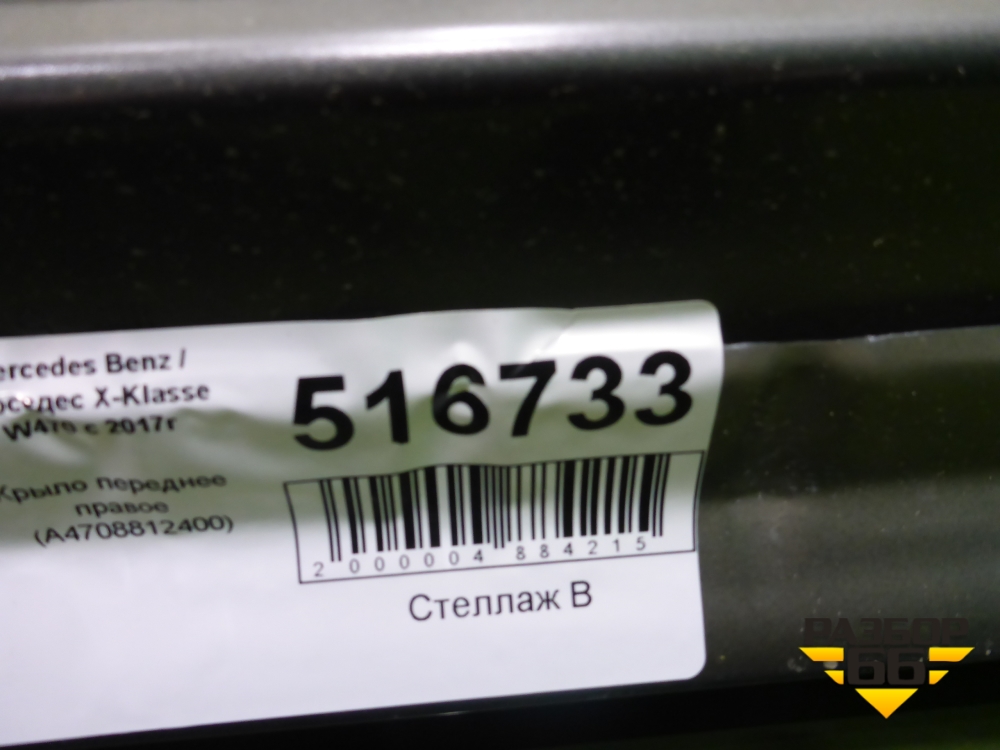 ercedes Benz /
рседес X-Klasse
W470 с 2017г
516733
Крыло переднее
правое
(A4708812400)
2 000004 884215
Стеллаж В
РАЗБОР
66